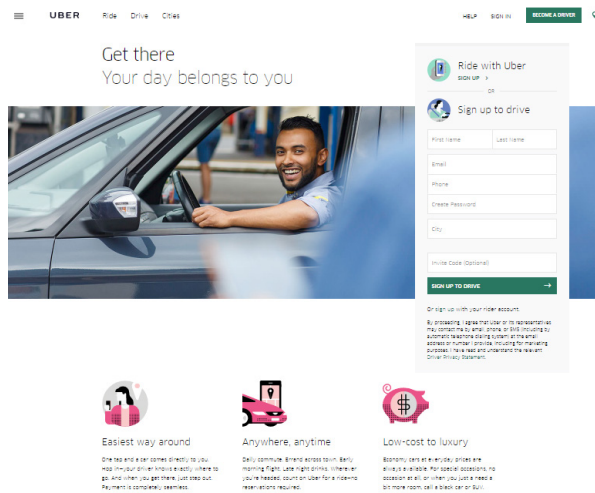 UBER
Ride Drive Cities
HELP SIGN IN BECOME A DRIVER
Get there
Your day belongs to you
Ride with Uber
SIGN UP >
OR
Sign up to drive
First Name Last Name
Email
Phone
Create Password
City
Invite Code (Optional)
SIGN UP TO DRIVE →
Or sign up with your rider account.
By proceeding, I agree that Uber or its representatives
may contact me by email, phone, or SMS (including by
automatic telephone dialing system) at the email
address or number I provide, including for marketing
purposes. I have read and understand the relevant
Driver Privacy Statement.
Easiest way around
One tap and a car comes directly to you.
Hop in—your driver knows exactly where to
go. And when you get there, just step out.
Payment is completely seamless.
Anywhere, anytime
Daily commute. Errand across town. Early
morning flight. Late night drinks. Wherever
you're headed, count on Uber for a ride—no
reservations required.
Low-cost to luxury
Economy cars at everyday prices are
always available. For special occasions, no
occasion at all, or when you just need a
bit more room, call a black car or SUV.